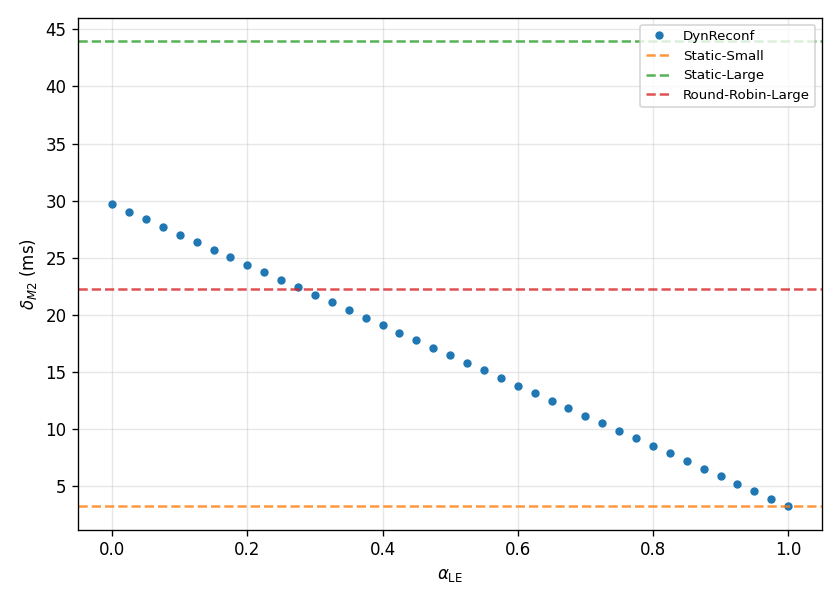 45
40
35
30
25
20
15
10
5
δM2 (ms)
0.0 0.2 0.4 0.6 0.8 1.0
αLE
DynReconf
Static-Small
Static-Large
Round-Robin-Large